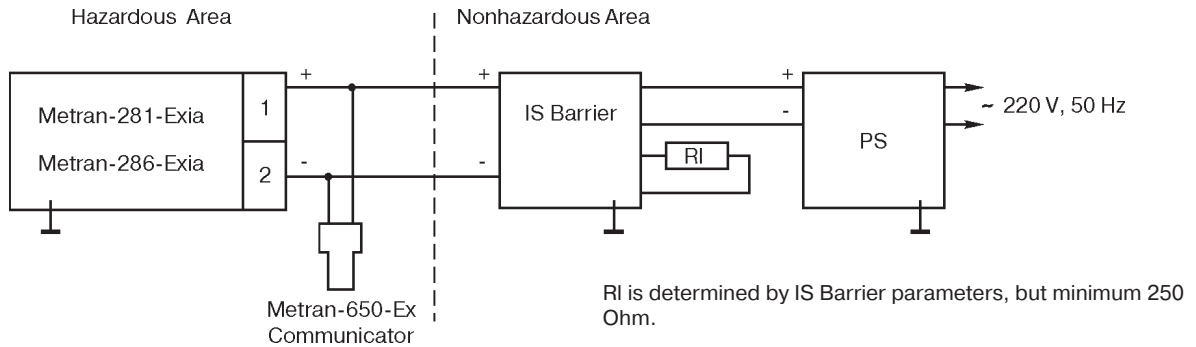 Hazardous Area
Nonhazardous Area
Metran-281-Exia
Metran-286-Exia
1
2
+
-
+
-
IS Barrier
+
-
Rl
PS
~ 220 V, 50 Hz
Metran-650-Ex
Communicator
Rl is determined by IS Barrier parameters, but minimum 250
Ohm.